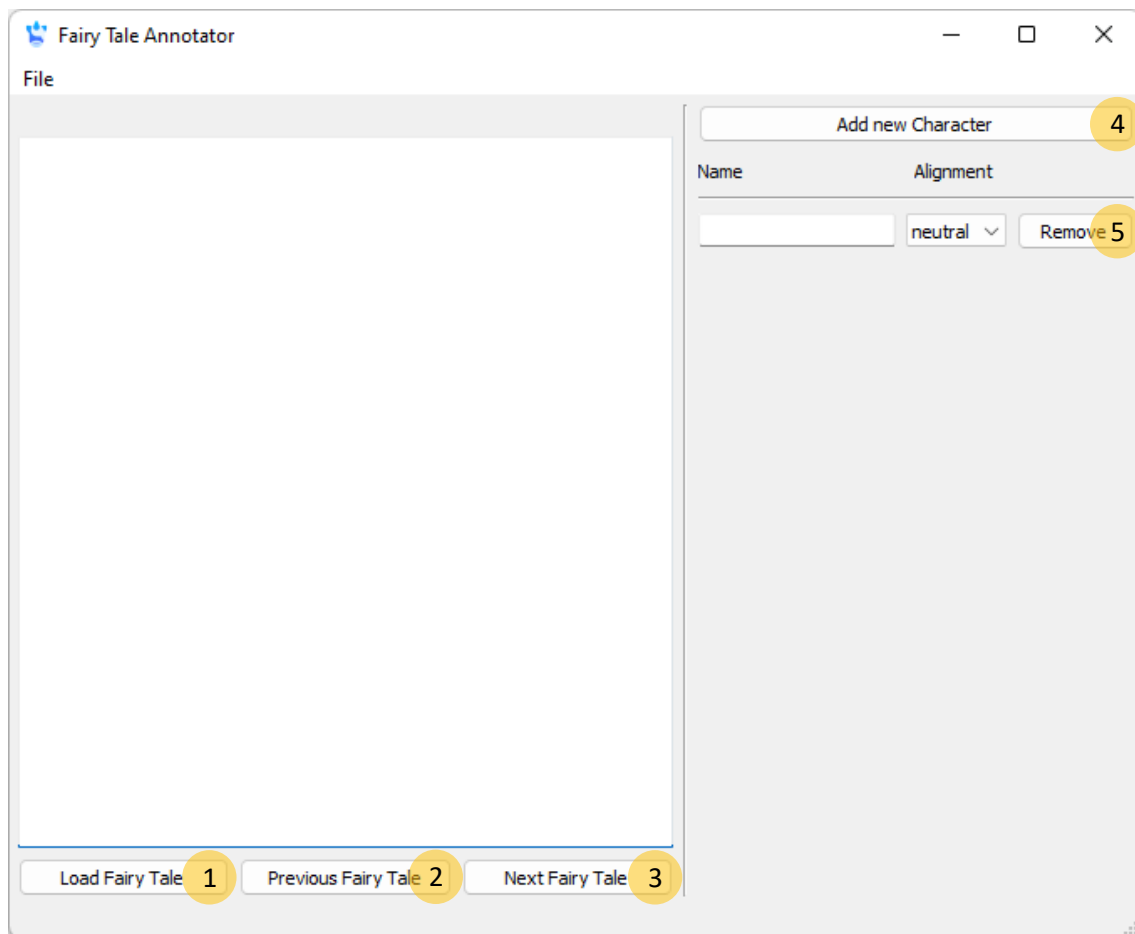 Fairy Tale Annotator
File
Add new Character 4
Name Alignment
neutral Remove 5
Load Fairy Tale 1 Previous Fairy Tale 2 Next Fairy Tale 3